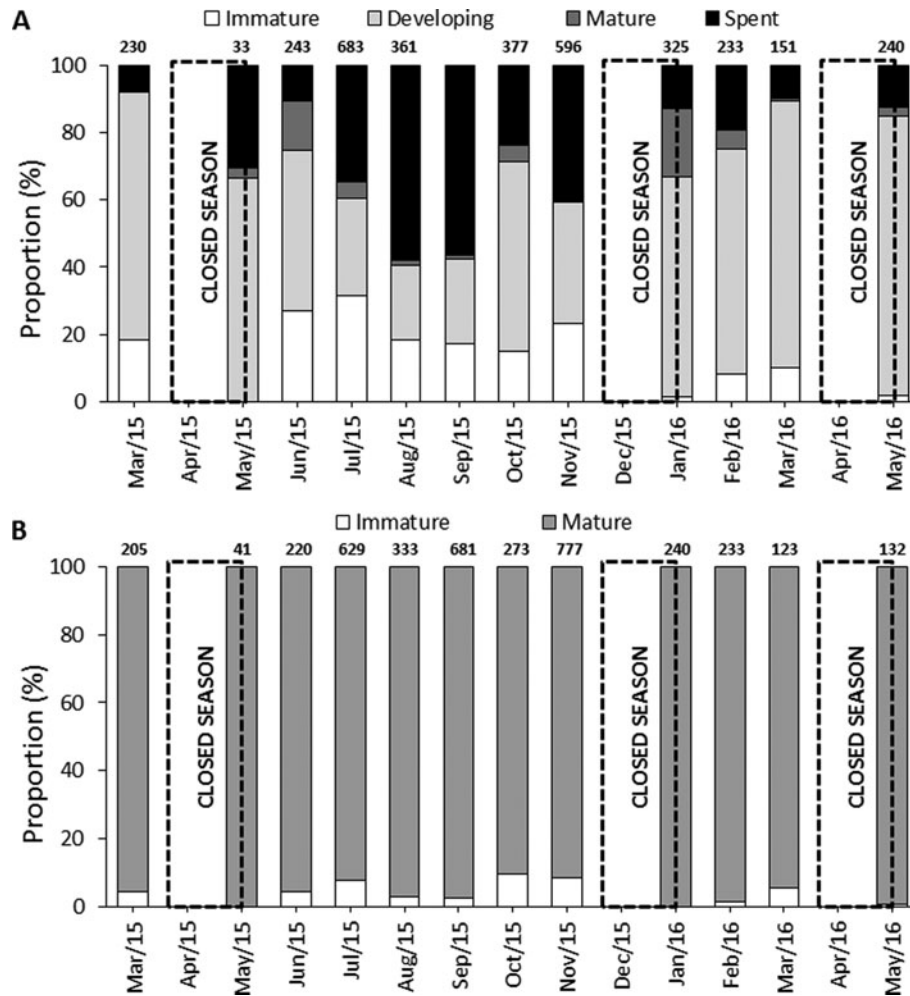 A
Immature Developing Mature Spent
230 33 243 683 361 377 596 325 233 151 240
100
80
60
40
20
0
Proportion (%)
CLOSED SEASON
CLOSED SEASON
CLOSED SEASON
Mar/15 Apr/15 May/15 Jun/15 Jul/15 Aug/15 Sep/15 Oct/15 Nov/15 Dec/15 Jan/16 Feb/16 Mar/16 Apr/16 May/16
B
Immature Mature
205 41 220 629 333 681 273 777 240 233 123 132
100
80
60
40
20
0
Proportion (%)
CLOSED SEASON
CLOSED SEASON
CLOSED SEASON
Mar/15 Apr/15 May/15 Jun/15 Jul/15 Aug/15 Sep/15 Oct/15 Nov/15 Dec/15 Jan/16 Feb/16 Mar/16 Apr/16 May/16